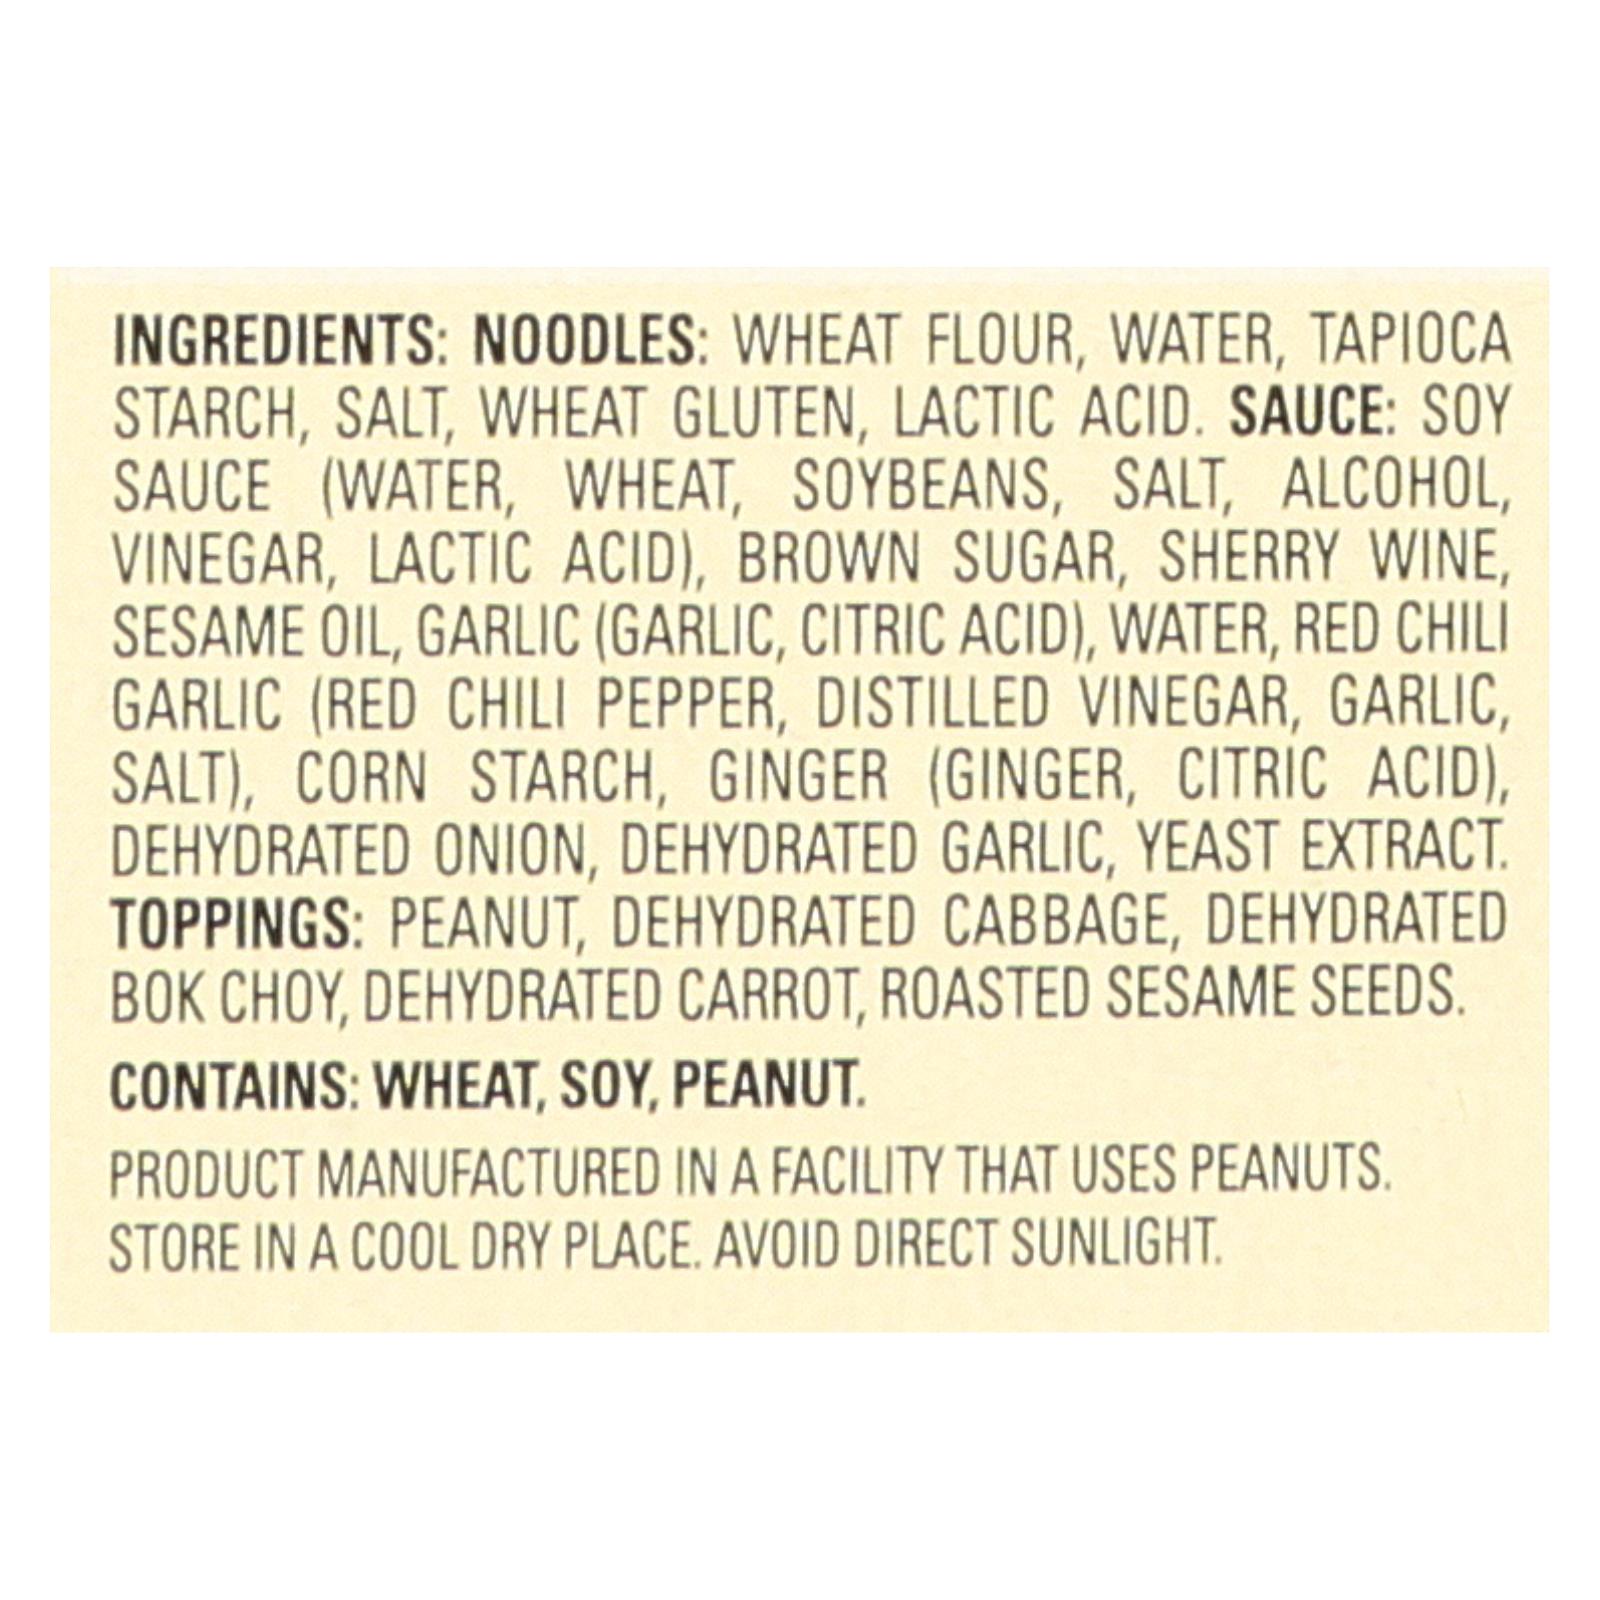 INGREDIENTS: NOODLES: WHEAT FLOUR, WATER, TAPIOCA
STARCH, SALT, WHEAT GLUTEN, LACTIC ACID. SAUCE: SOY
SAUCE (WATER, WHEAT, SOYBEANS, SALT, ALCOHOL,
VINEGAR, LACTIC ACID), BROWN SUGAR, SHERRY WINE,
SESAME OIL, GARLIC (GARLIC, CITRIC ACID), WATER, RED CHILI
GARLIC (RED CHILI PEPPER, DISTILLED VINEGAR, GARLIC,
SALT), CORN STARCH, GINGER (GINGER, CITRIC ACID),
DEHYDRATED ONION, DEHYDRATED GARLIC, YEAST EXTRACT.
TOPPINGS: PEANUT, DEHYDRATED CABBAGE, DEHYDRATED
BOK CHOY, DEHYDRATED CARROT, ROASTED SESAME SEEDS.
CONTAINS: WHEAT, SOY, PEANUT.
PRODUCT MANUFACTURED IN A FACILITY THAT USES PEANUTS.
STORE IN A COOL DRY PLACE. AVOID DIRECT SUNLIGHT.